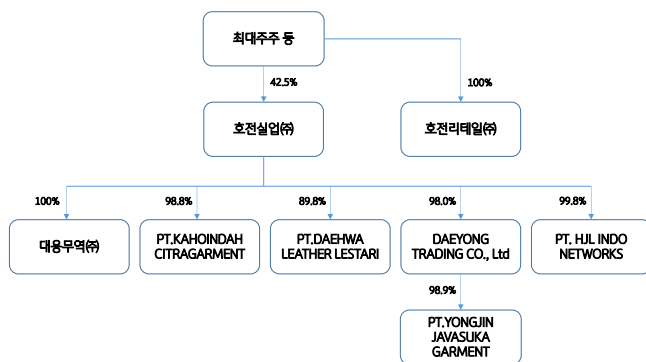 최대주주 등
42.5%
100%
호전실업㈜
호전리테일㈜
100%
98.8%
89.8%
98.0%
99.8%
대용무역㈜
PT.KAHOINDAH
CITRAGARMENT
PT.DAEHWA
LEATHER LESTARI
DAEYONG
TRADING CO., Ltd
PT. HJL INDO
NETWORKS
98.9%
PT.YONGJIN
JAVASUKA
GARMENT